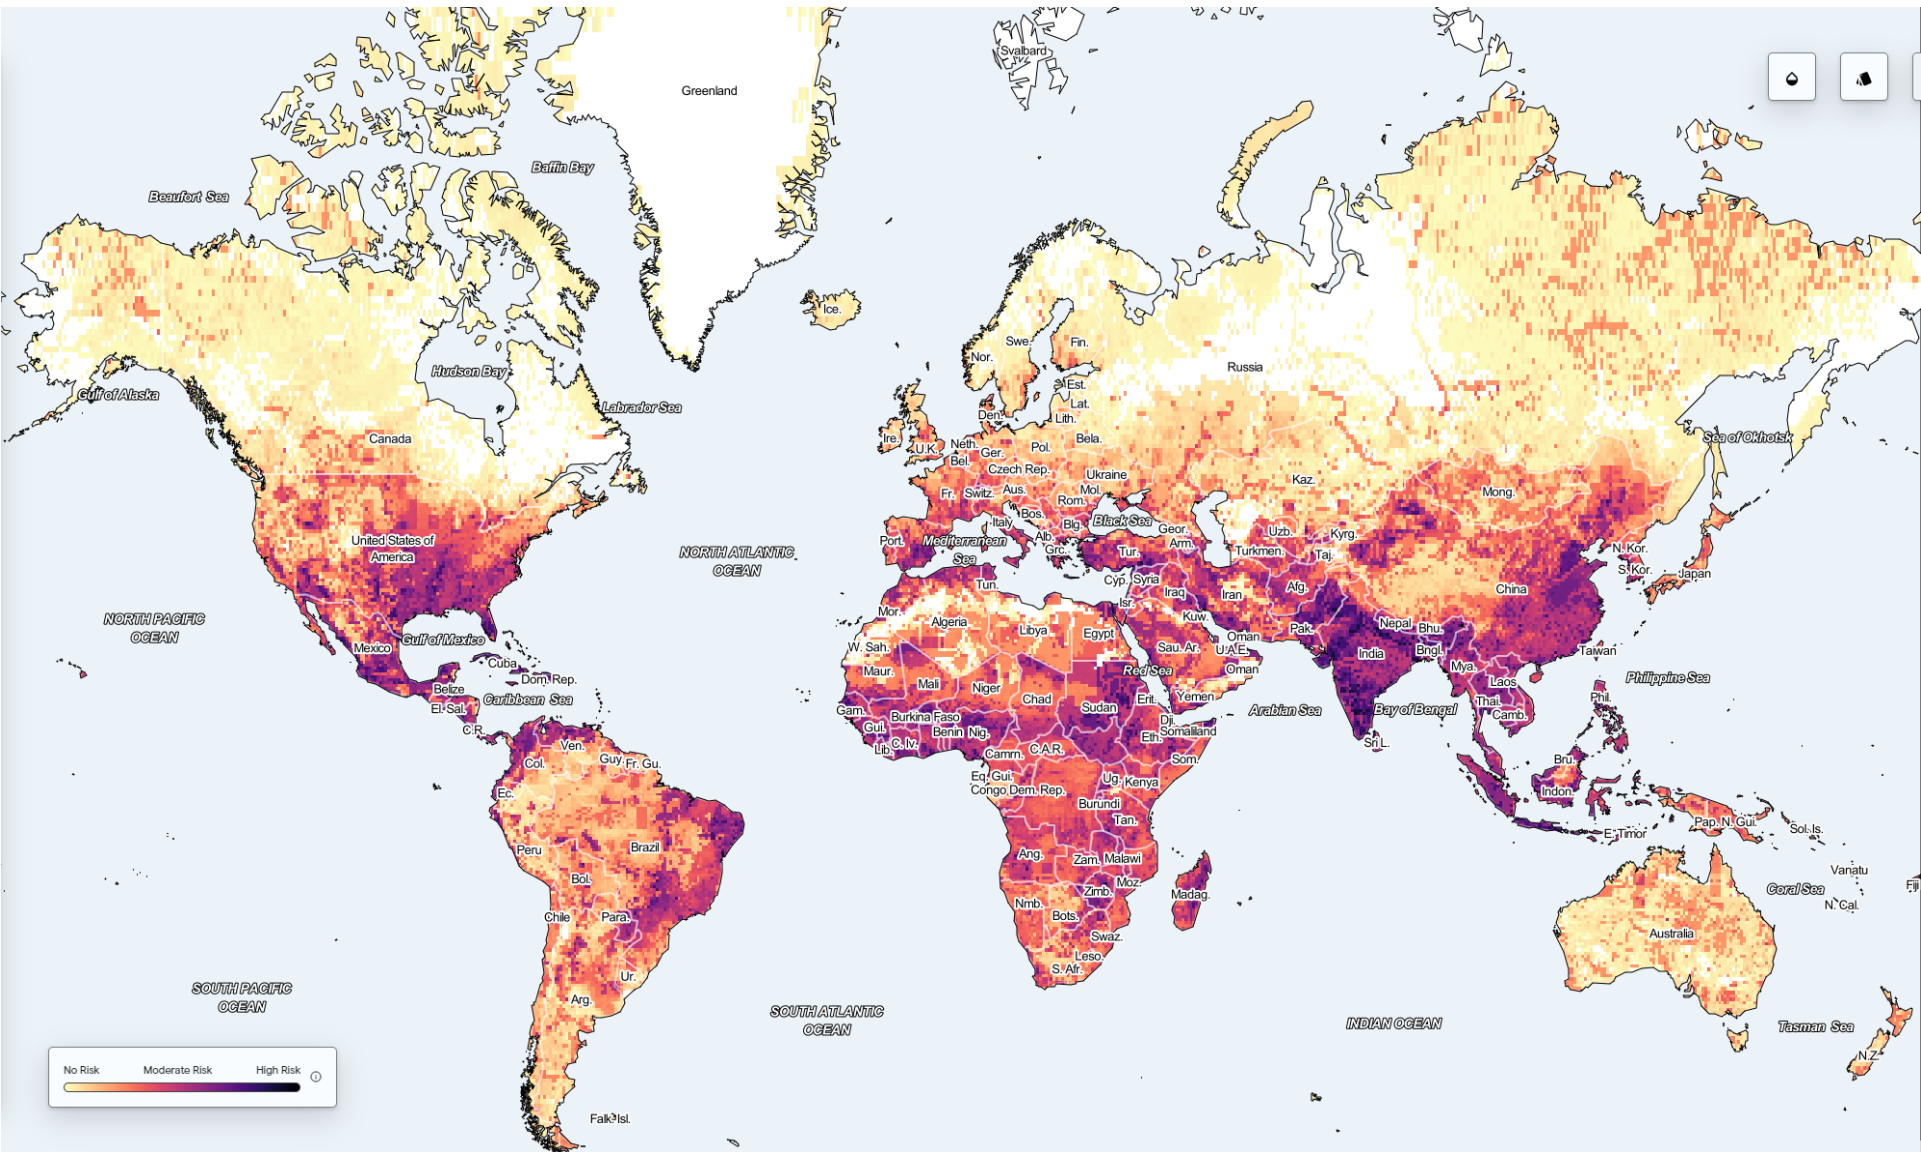 Svalbard
Greenland
Baffin Bay
Beaufort Sea
Ice.
Swe.
Fin.
Nor.
Russia
Hudson Bay
Gulf of Alaska
Labrador Sea
Est.
Lat.
Den.
Lith.
Canada
Ire.
U.K.
Neth.
Ger.
Pol.
Bela.
Sea of Okhotsk
Bel.
Czech Rep.
Ukraine
Kaz.
Fr.
Switz.
Aus.
Mol.
Rom.
Mong.
Bos.
Italy
Blg.
Black Sea
Geor.
Uzb.
Kyrg.
United States of
America
Port.
Mediterranean
Sea
Alb.
Grc.
Tur.
Arm.
Turkmen.
Taj.
N. Kor.
S. Kor.
Japan
NORTH ATLANTIC
OCEAN
Tun.
Cyp.
Syria
Iraq
Iran
Afg.
China
Isr.
Mor.
Algeria
Libya
Egypt
Kuw.
Pak.
Nepal
Bhu.
NORTH PACIFIC
OCEAN
Gulf of Mexico
Mexico
W. Sah.
Sau. Ar.
Oman
U.A.E.
India
Bngl.
Taiwan
Cuba
Dom. Rep.
Maur.
Mali
Niger
Chad
Red Sea
Oman
Mya.
Laos
Philippine Sea
Belize
Caribbean Sea
El. Sal.
Gam.
Burkina Faso
Sudan
Erit.
Yemen
Arabian Sea
Bay of Bengal
Thai.
Camb.
Phil.
C.R.
Gui.
Benin
Nig.
Dji.
Somaliland
Eth.
Lib.
C. Iv.
Camrn.
C.A.R.
Som.
Sri L.
Ven.
Col.
Guy.
Fr. Gu.
Bru.
Ec.
Eq. Gui.
Congo
Dem. Rep.
Ug.
Kenya
Indon.
Burundi
Tan.
E. Timor
Pap. N. Gui.
Sol. Is.
Peru
Brazil
Ang.
Zam.
Malawi
Vanatu
Bol.
Zimb.
Moz.
Madag.
Coral Sea
Fiji
N. Cal.
Chile
Para.
Nmb.
Bots.
Australia
Swaz.
Leso.
S. Afr.
Ur.
Arg.
SOUTH PACIFIC
OCEAN
SOUTH ATLANTIC
OCEAN
INDIAN OCEAN
Tasman Sea
N.Z.
Falk. Isl.
No Risk
Moderate Risk
High Risk